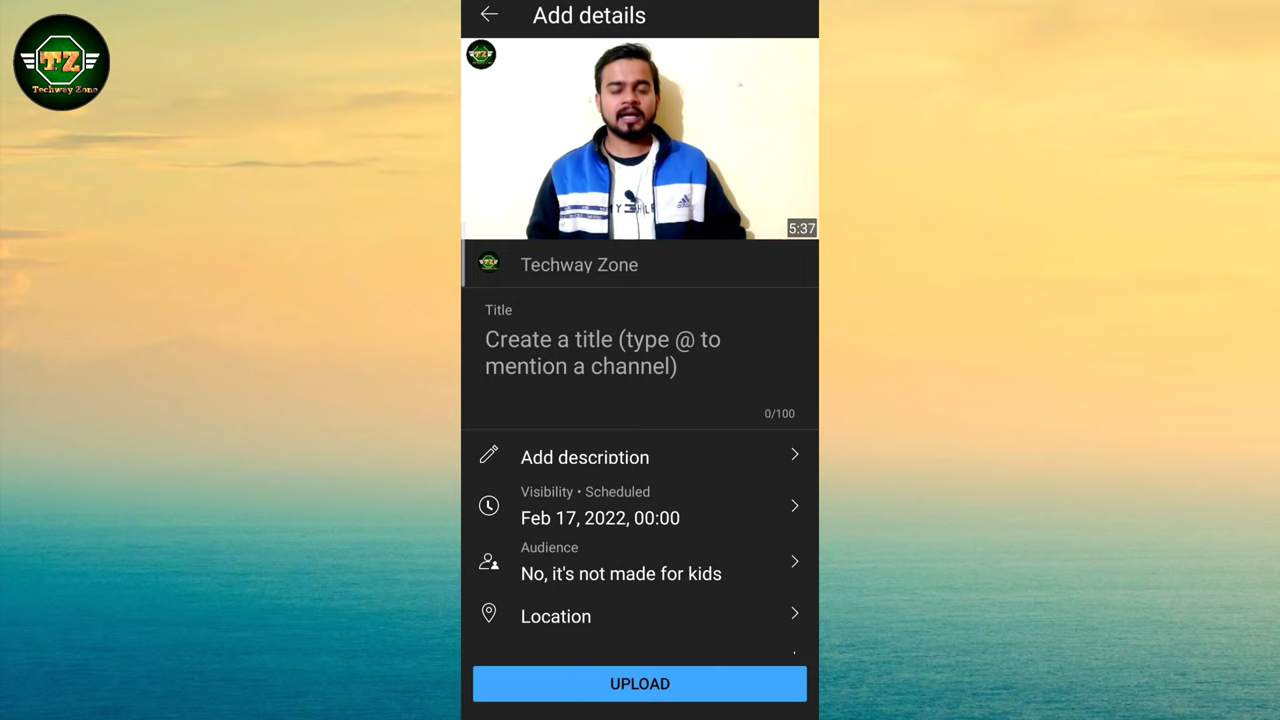 Add details
TZ
Techway Zone
5:37
Techway Zone
Title
Create a title (type @ to
mention a channel)
0/100
Add description
Visibility • Scheduled
Feb 17, 2022, 00:00
Audience
No, it's not made for kids
Location
UPLOAD